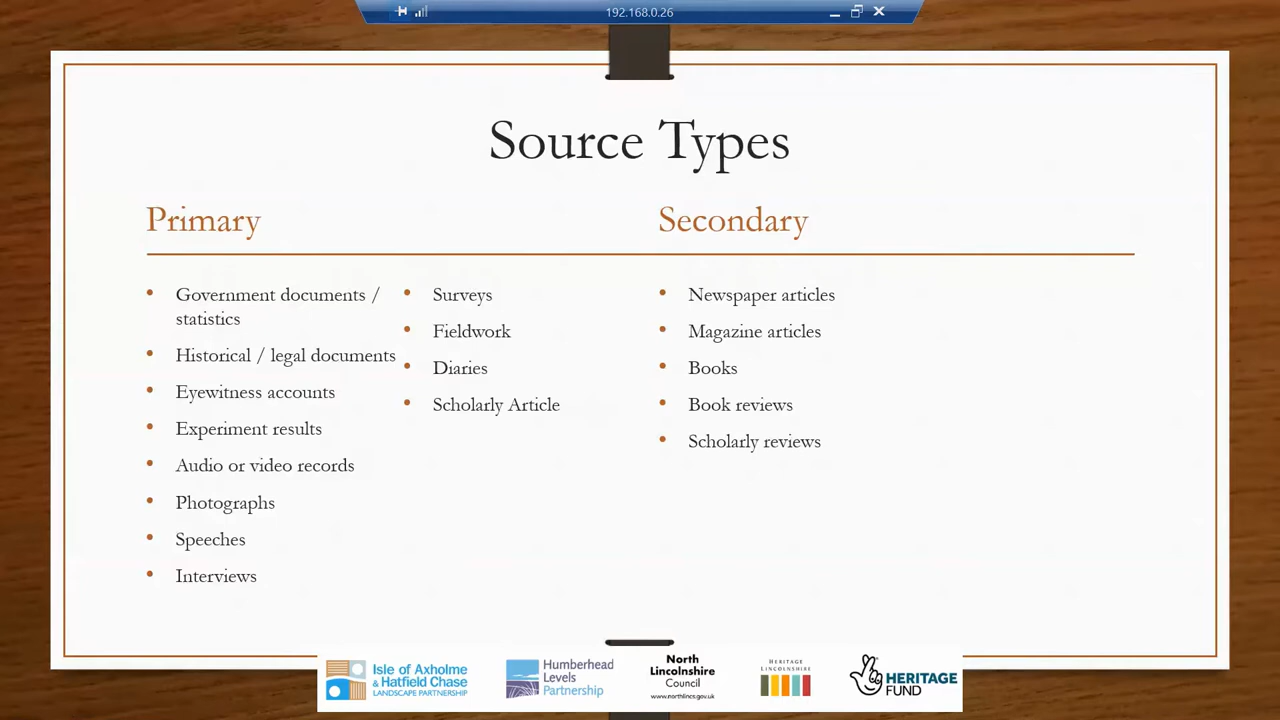 192.168.0.26
Source Types
Primary
Secondary
Government documents /
statistics
Historical / legal documents
Eyewitness accounts
Experiment results
Audio or video records
Photographs
Speeches
Interviews
Surveys
Fieldwork
Diaries
Scholarly Article
Newspaper articles
Magazine articles
Books
Book reviews
Scholarly reviews
Isle of Axholme
& Hatfield Chase
LANDSCAPE PARTNERSHIP
Humberhead
Levels
Partnership
North
Lincolnshire
Council
www.northlincs.gov.uk
HERITAGE
LINCOLNSHIRE
HERITAGE
FUND